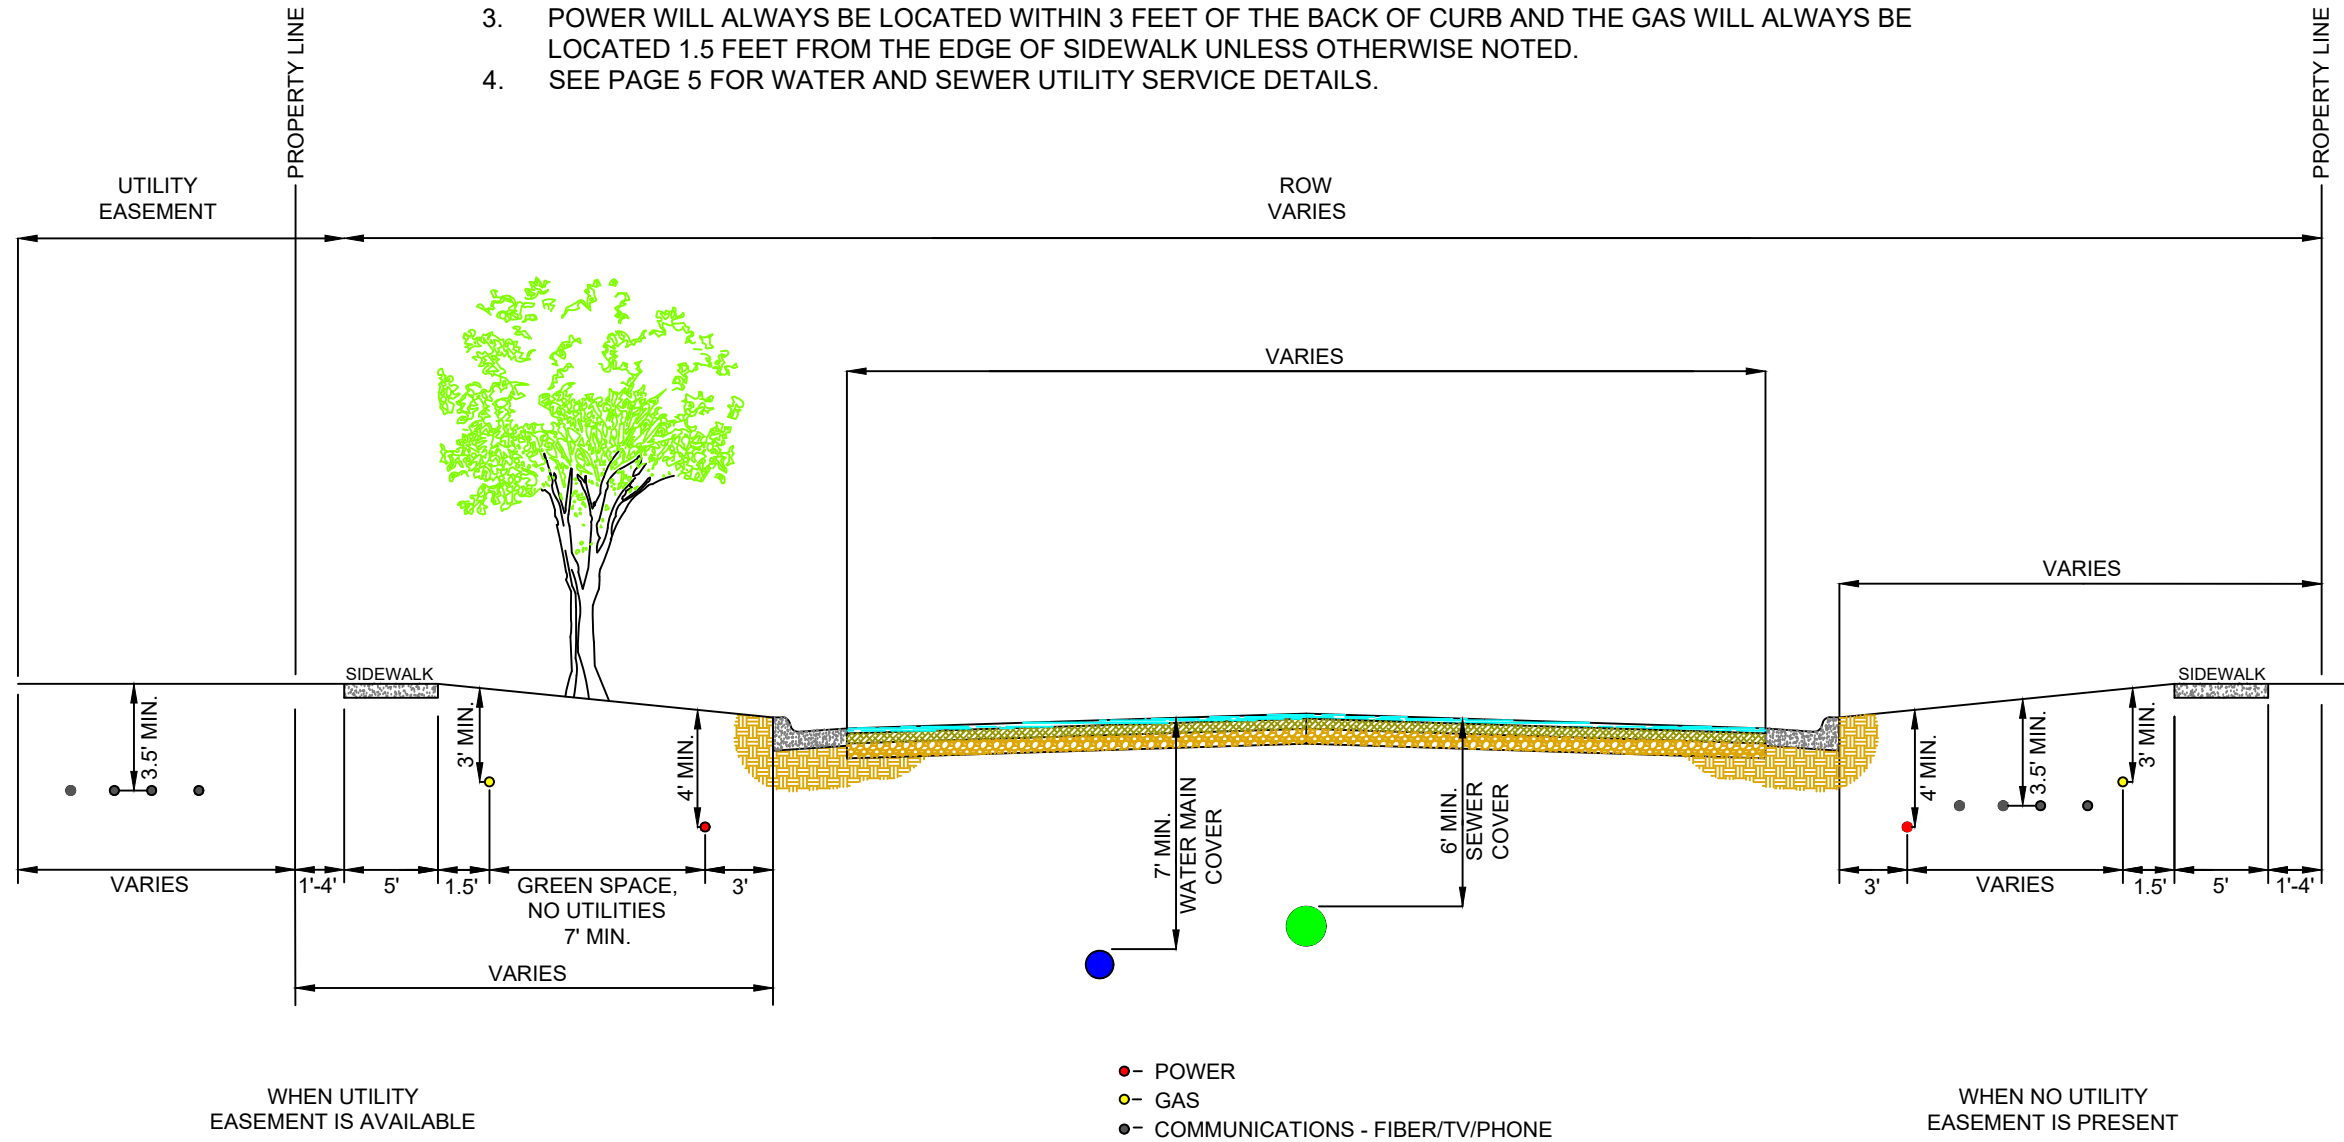 3. POWER WILL ALWAYS BE LOCATED WITHIN 3 FEET OF THE BACK OF CURB AND THE GAS WILL ALWAYS BE
LOCATED 1.5 FEET FROM THE EDGE OF SIDEWALK UNLESS OTHERWISE NOTED.
4. SEE PAGE 5 FOR WATER AND SEWER UTILITY SERVICE DETAILS.
PROPERTY LINE
PROPERTY LINE
UTILITY
EASEMENT
ROW
VARIES
VARIES
VARIES
SIDEWALK
SIDEWALK
3.5' MIN.
3' MIN.
4' MIN.
7' MIN.
WATER MAIN
COVER
6' MIN.
SEWER
COVER
4' MIN.
3.5' MIN.
3' MIN.
VARIES
1'-4'
5'
1.5'
GREEN SPACE,
NO UTILITIES
7' MIN.
3'
3'
VARIES
1.5'
5'
1'-4'
VARIES
WHEN UTILITY
EASEMENT IS AVAILABLE
POWER
GAS
COMMUNICATIONS - FIBER/TV/PHONE
WHEN NO UTILITY
EASEMENT IS PRESENT